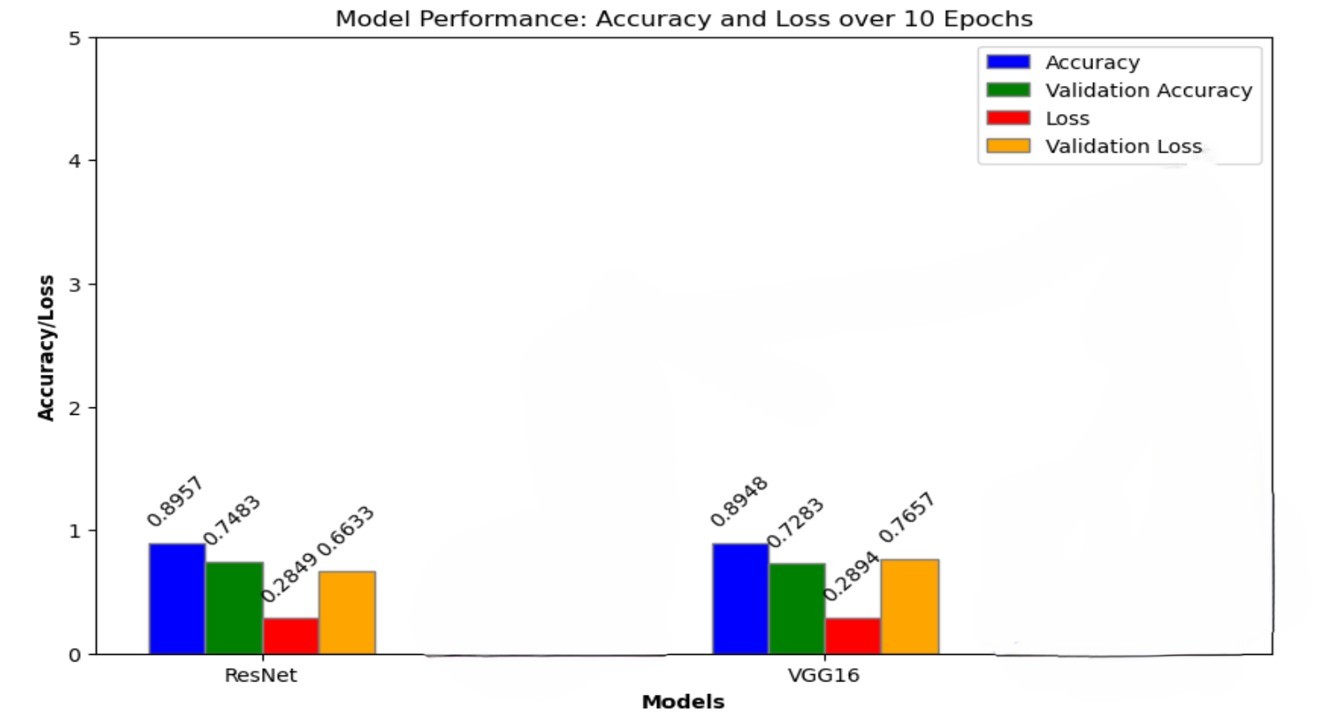 Model Performance: Accuracy and Loss over 10 Epochs
Accuracy
Validation Accuracy
Loss
Validation Loss
Accuracy/Loss
5
4
3
2
1
0
0.8957
0.7483
0.2849
0.6633
0.8948
0.7283
0.2894
0.7657
ResNet
VGG16
Models